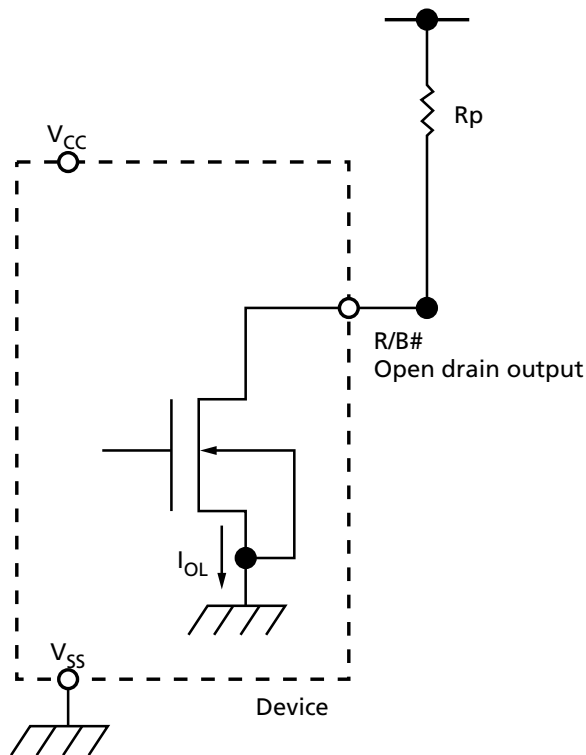 Rp
V_CC
R/B#
Open drain output
I_OL
V_SS
Device